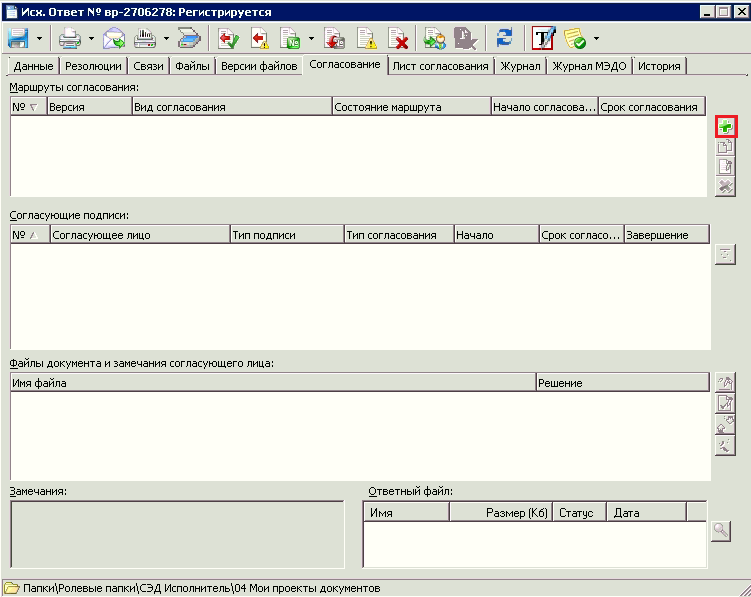 Исх. Ответ № вр-2706278: Регистрируется
Данные Резолюции Связи Файлы Версии файлов Согласование Лист согласования Журнал Журнал МЭДО История
Маршруты согласования:
№ Версия Вид согласования Состояние маршрута Начало согласова... Срок согласования
Согласующие подписи:
№ Согласующее лицо Тип подписи Тип согласования Начало Срок согласо... Завершение
Файлы документа и замечания согласующего лица:
Имя файла Решение
Замечания: Ответный файл:
Имя Размер (Кб) Статус Дата
Папки\Ролевые папки\СЭД Исполнитель\04 Мои проекты документов